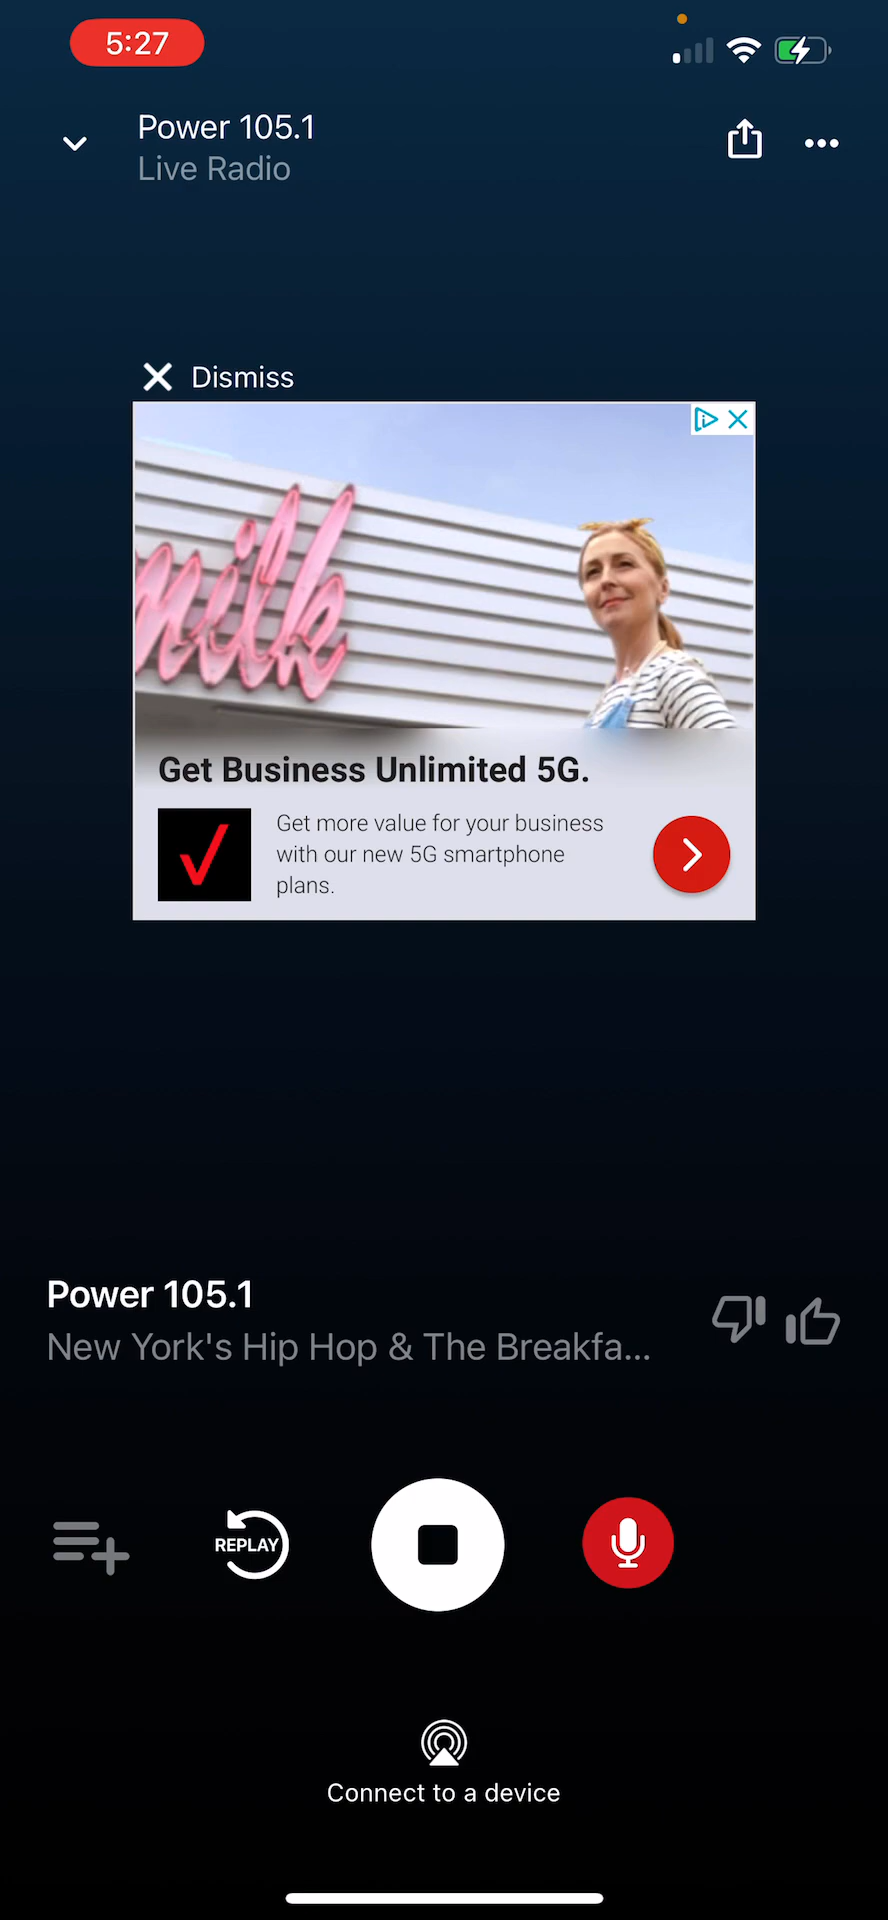 5:27
Power 105.1
Live Radio
Dismiss
milk
Get Business Unlimited 5G.
Get more value for your business
with our new 5G smartphone
plans.
Power 105.1
New York's Hip Hop & The Breakfa...
REPLAY
Connect to a device